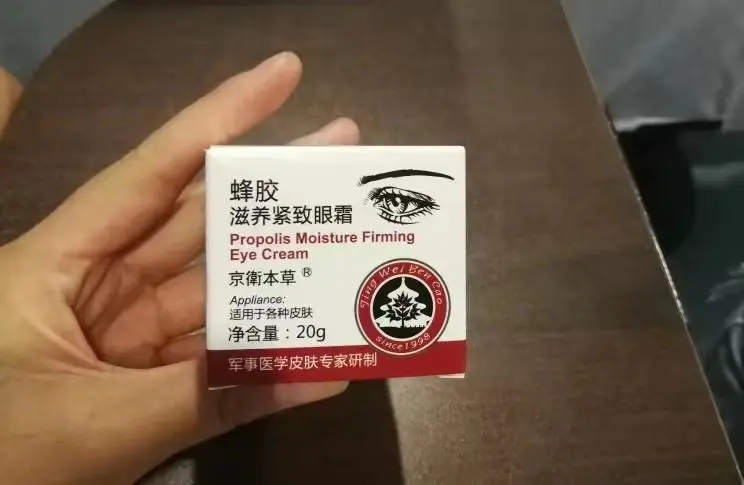 蜂胶
滋养紧致眼霜
Propolis Moisture Firming
Eye Cream
京衛本草®
Appliance:
适用于各种皮肤
净含量：20g
Jing Wei Ben Cao
since1998
军事医学皮肤专家研制